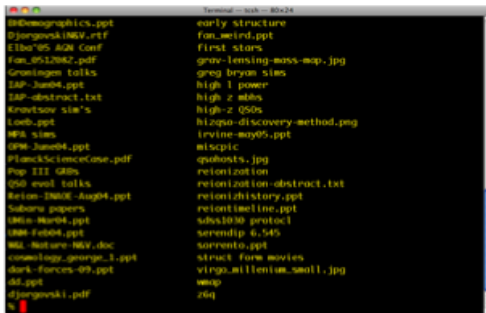 Terminal — tcsh — 80×24
BHDemographics.ppt early structure
DjorgovskiN&V.rtf fan_weird.ppt
Elba'05 AGN Conf first stars
Fan_0512082.pdf grav-lensing-mass-map.jpg
Groningen talks greg bryan sims
IAP-Jun04.ppt high l power
IAP-abstract.txt high z mbhs
Kravtsov sim's high-z QSOs
Loeb.ppt hizqso-discovery-method.png
MPA sims irvine-may05.ppt
OPM-June04.ppt miscpic
PlanckScienceCase.pdf qsohosts.jpg
Pop III GRBs reionization
QSO evol talks reionization-abstract.txt
Reion-INAOE-Aug04.ppt reionizhistory.ppt
Subaru papers reiontimeline.ppt
UMin-Mar04.ppt sdss1030 protocl
UNM-Feb04.ppt serendip 6.545
W&L-Nature-N&V.doc sorrento.ppt
cosmology_george_1.ppt struct form movies
dark-forces-09.ppt virgo_millenium_small.jpg
dd.ppt wmap
djorgovski.pdf z6q
%